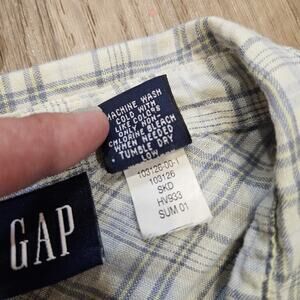 MACHINE WASH
COLD WITH
LIKE COLORS
ONLY NON-
CHLORINE BLEACH
WHEN NEEDED
• TUMBLE DRY
LOW
103126-00-1
103126
SKD
HV933
SUM 01
GAP